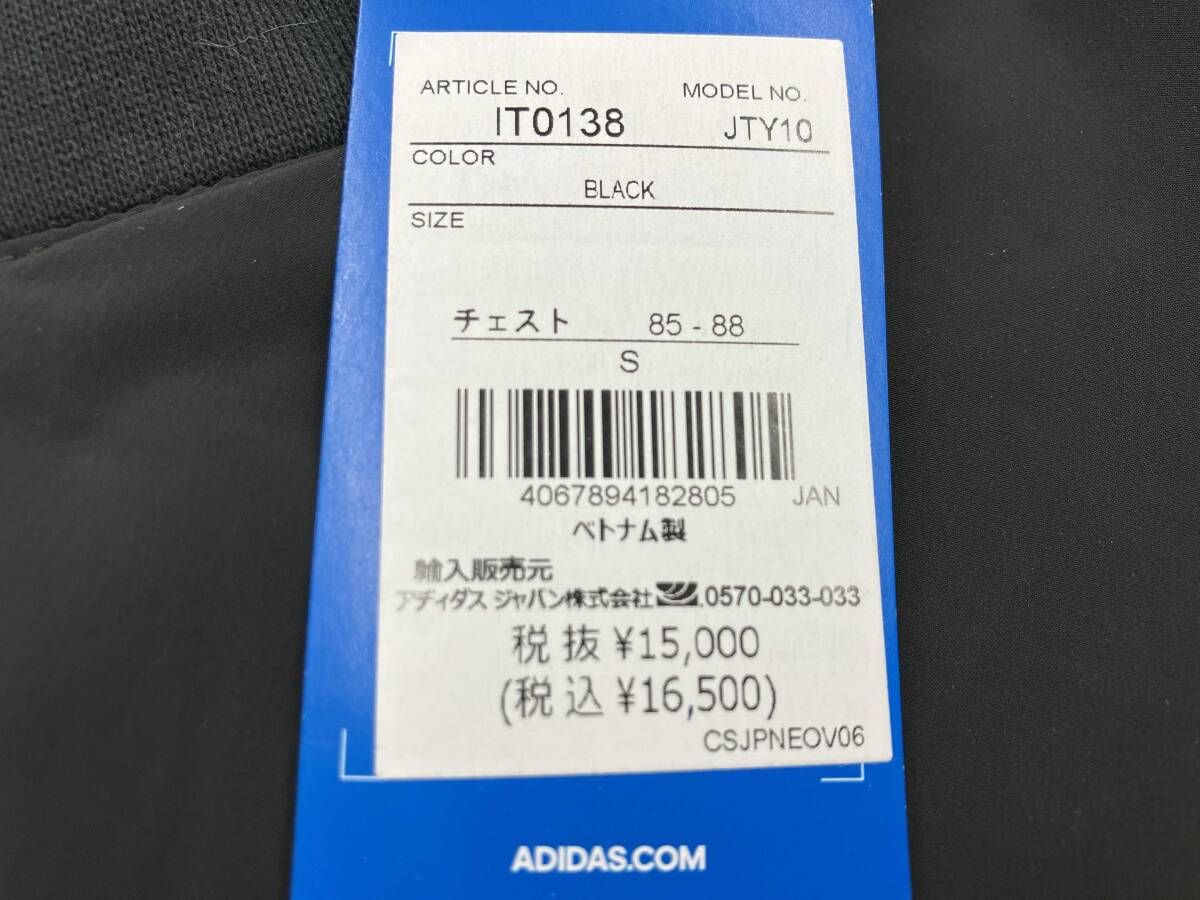 ARTICLE NO. MODEL NO.
IT0138 JTY10
COLOR
BLACK
SIZE
チェスト 85 - 88
S
4067894182805 JAN
ベトナム製
輸入販売元
アディダス ジャパン株式会社 0570-033-033
税抜 ¥15,000
(税込 ¥16,500)
CSJPNEOV06
ADIDAS.COM